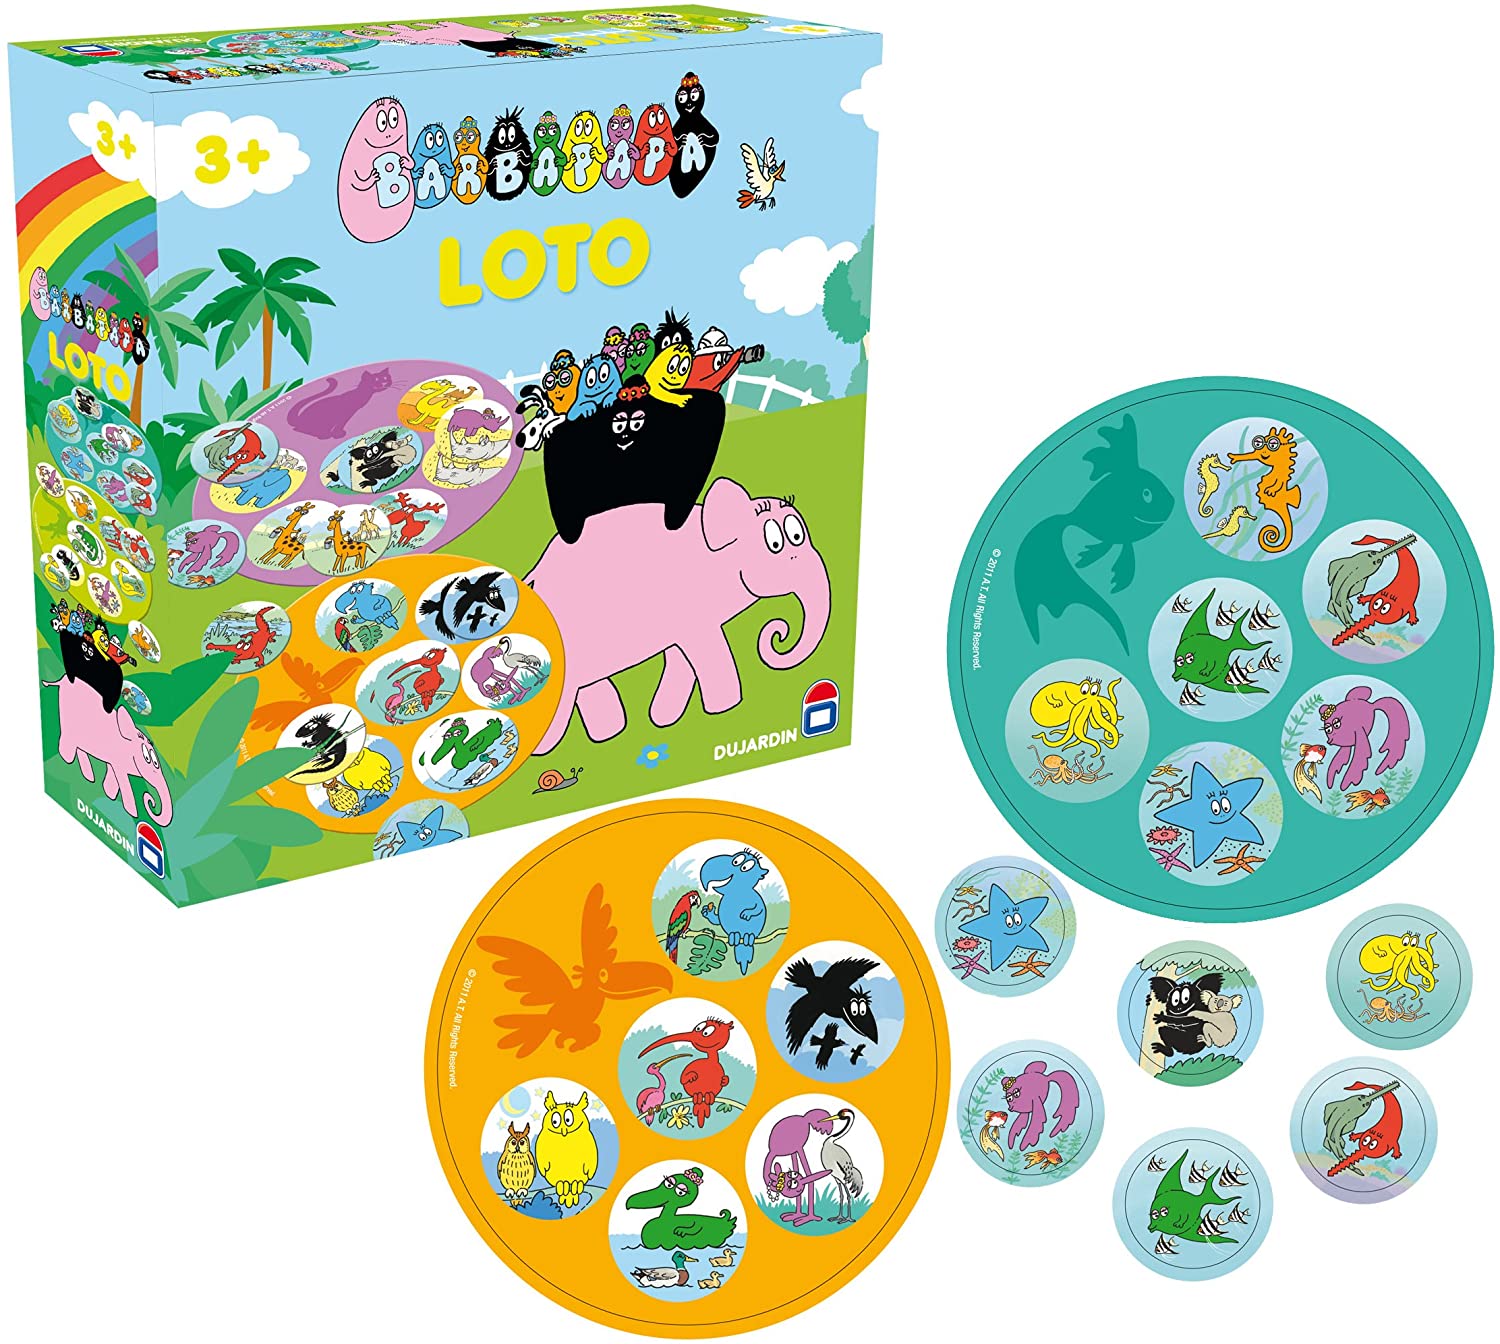 3+
3+
BARBAPAPA
LOTO
BARBAPAPA
LOTO
DUJARDIN
DUJARDIN
© 2011 A.T. All Rights Reserved.
© 2011 A.T. All Rights Reserved.